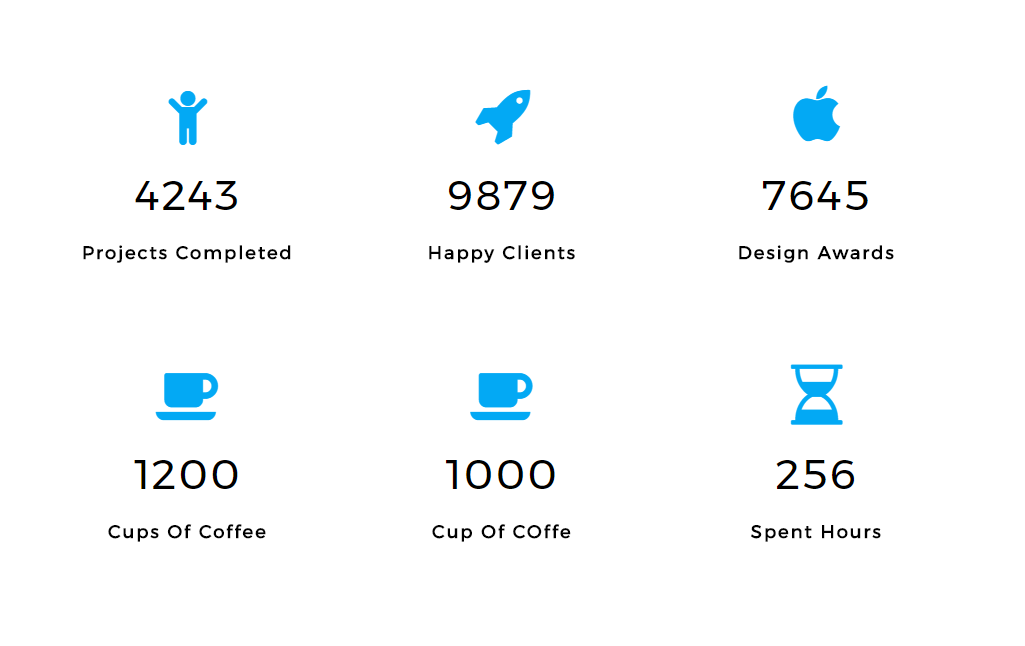 4243
9879
7645
Projects Completed
Happy Clients
Design Awards
1200
1000
256
Cups Of Coffee
Cup Of COffe
Spent Hours